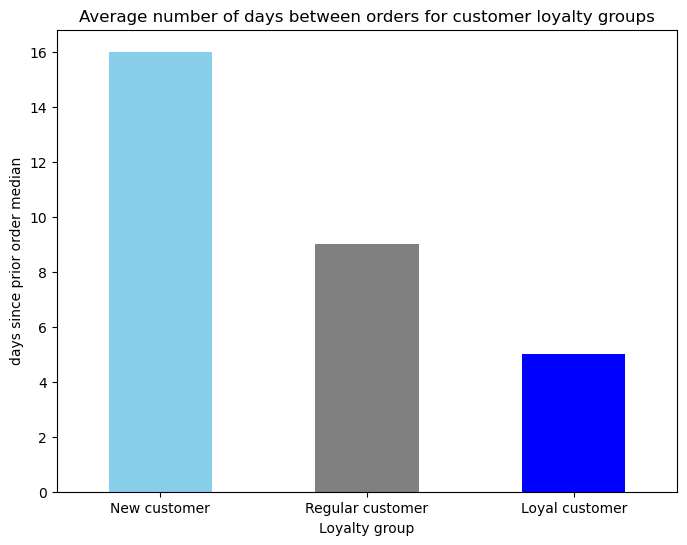 Average number of days between orders for customer loyalty groups
days since prior order median
16
14
12
10
8
6
4
2
0
New customer
Regular customer
Loyal customer
Loyalty group